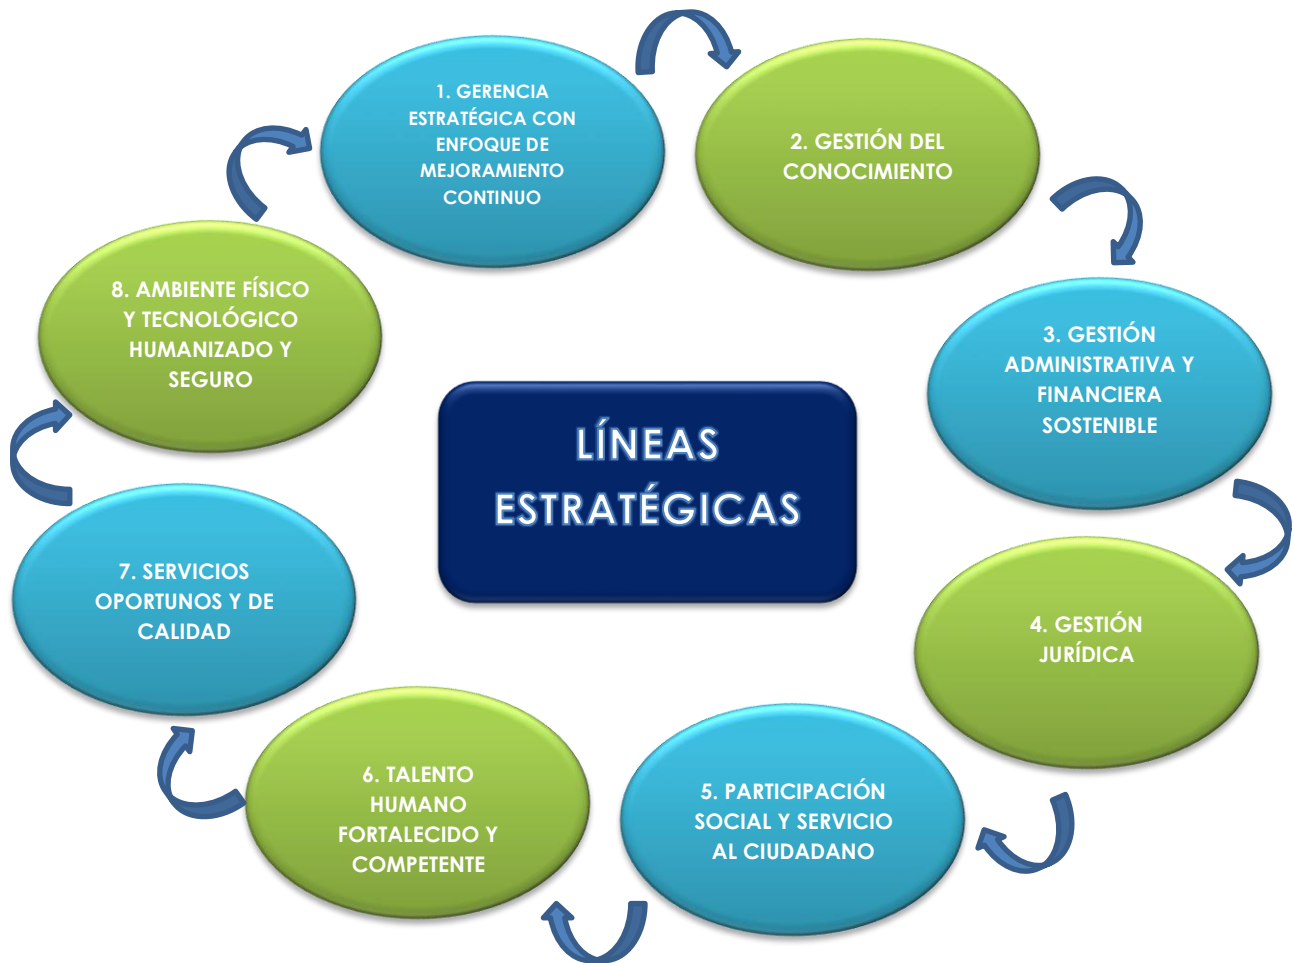 1. GERENCIA
ESTRATÉGICA CON
ENFOQUE DE
MEJORAMIENTO
CONTINUO
2. GESTIÓN DEL
CONOCIMIENTO
3. GESTIÓN
ADMINISTRATIVA Y
FINANCIERA
SOSTENIBLE
4. GESTIÓN
JURÍDICA
5. PARTICIPACIÓN
SOCIAL Y SERVICIO
AL CIUDADANO
6. TALENTO
HUMANO
FORTALECIDO Y
COMPETENTE
7. SERVICIOS
OPORTUNOS Y DE
CALIDAD
8. AMBIENTE FÍSICO
Y TECNOLÓGICO
HUMANIZADO Y
SEGURO
LÍNEAS
ESTRATÉGICAS